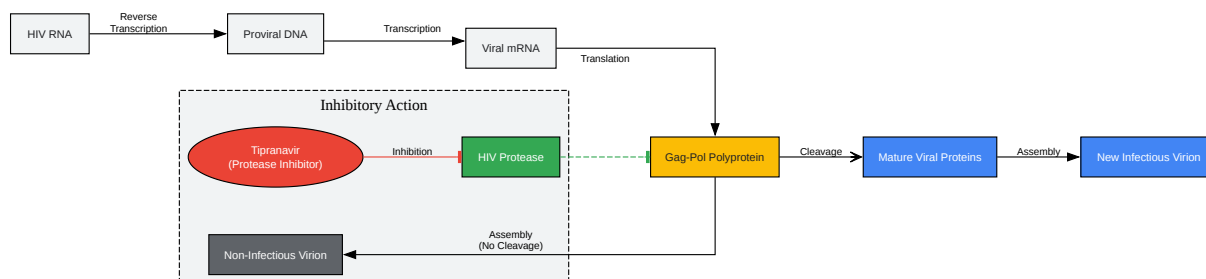 HIV RNA
Reverse
Transcription
Proviral DNA
Transcription
Viral mRNA
Translation
Inhibitory Action
Tipranavir
(Protease Inhibitor)
Inhibition
HIV Protease
Gag-Pol Polyprotein
Cleavage
Mature Viral Proteins
Assembly
New Infectious Virion
Assembly
(No Cleavage)
Non-Infectious Virion